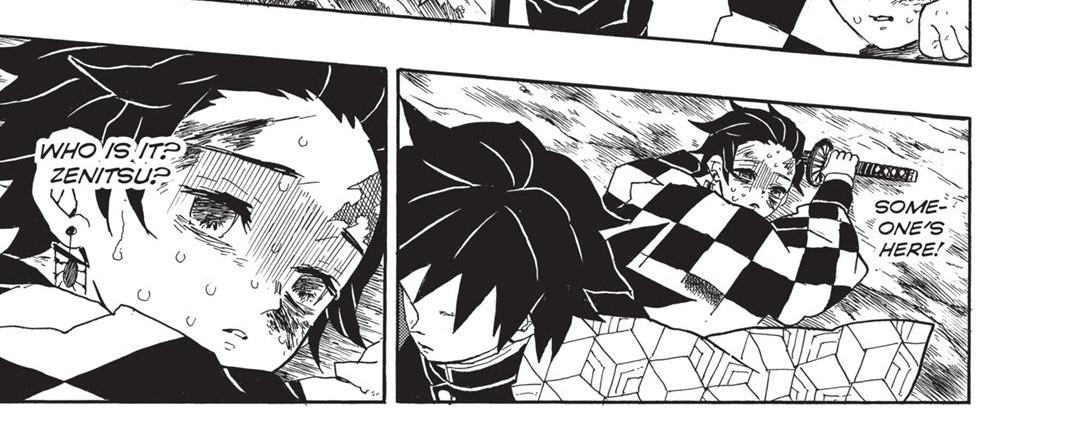 SOME-
ONE'S
HERE!
WHO IS IT?
ZENITSU?